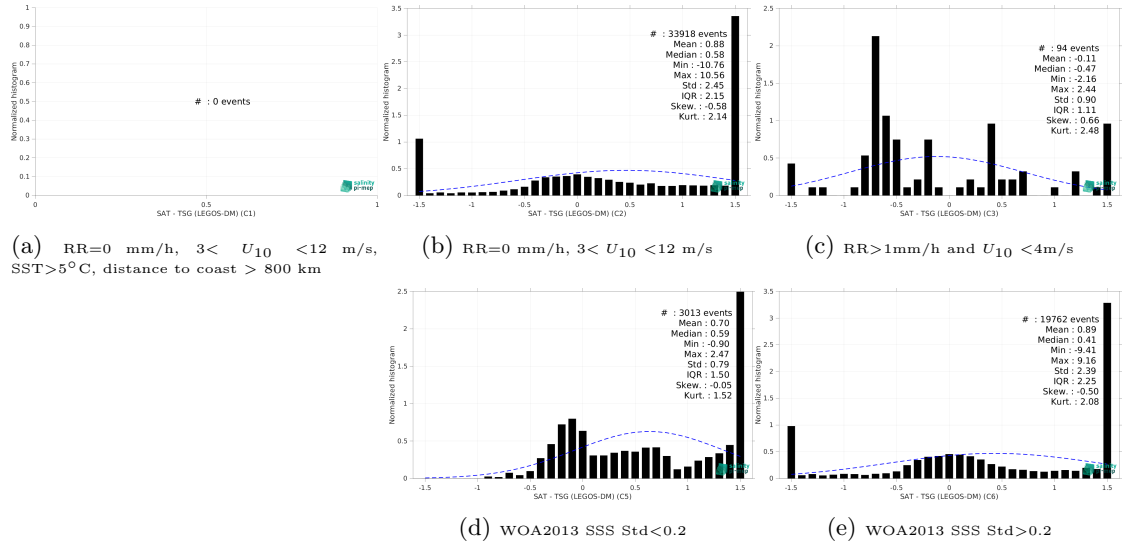 1
0.9
0.8
0.7
0.6
0.5
0.4
0.3
0.2
0.1
0
Normalized histogram
# : 0 events
0
0.5
1
SAT - TSG (LEGOS-DM) (C1)
salinity
pi-mep
(a) RR=0 mm/h, 3< U10 <12 m/s,
SST>5°C, distance to coast > 800 km
3.5
3
2.5
2
1.5
1
0.5
0
Normalized histogram
# : 33918 events
Mean : 0.88
Median : 0.58
Min : -10.76
Max : 10.56
Std : 2.45
IQR : 2.15
Skew. : -0.58
Kurt. : 2.14
-1.5
-1
-0.5
0
0.5
1
1.5
SAT - TSG (LEGOS-DM) (C2)
salinity
pi-mep
(b) RR=0 mm/h, 3< U10 <12 m/s
2.5
2
1.5
1
0.5
0
Normalized histogram
# : 94 events
Mean : -0.11
Median : -0.47
Min : -2.16
Max : 2.44
Std : 0.90
IQR : 1.11
Skew. : 0.66
Kurt. : 2.48
-1.5
-1
-0.5
0
0.5
1
1.5
SAT - TSG (LEGOS-DM) (C3)
salinity
pi-mep
(c) RR>1mm/h and U10 <4m/s
2.5
2
1.5
1
0.5
0
Normalized histogram
# : 3013 events
Mean : 0.70
Median : 0.59
Min : -0.90
Max : 2.47
Std : 0.79
IQR : 1.50
Skew. : -0.05
Kurt. : 1.52
-1.5
-1
-0.5
0
0.5
1
1.5
SAT - TSG (LEGOS-DM) (C5)
salinity
pi-mep
(d) WOA2013 SSS Std<0.2
3.5
3
2.5
2
1.5
1
0.5
0
Normalized histogram
# : 19762 events
Mean : 0.89
Median : 0.41
Min : -9.41
Max : 9.16
Std : 2.39
IQR : 2.25
Skew. : -0.50
Kurt. : 2.08
-1.5
-1
-0.5
0
0.5
1
1.5
SAT - TSG (LEGOS-DM) (C6)
salinity
pi-mep
(e) WOA2013 SSS Std>0.2